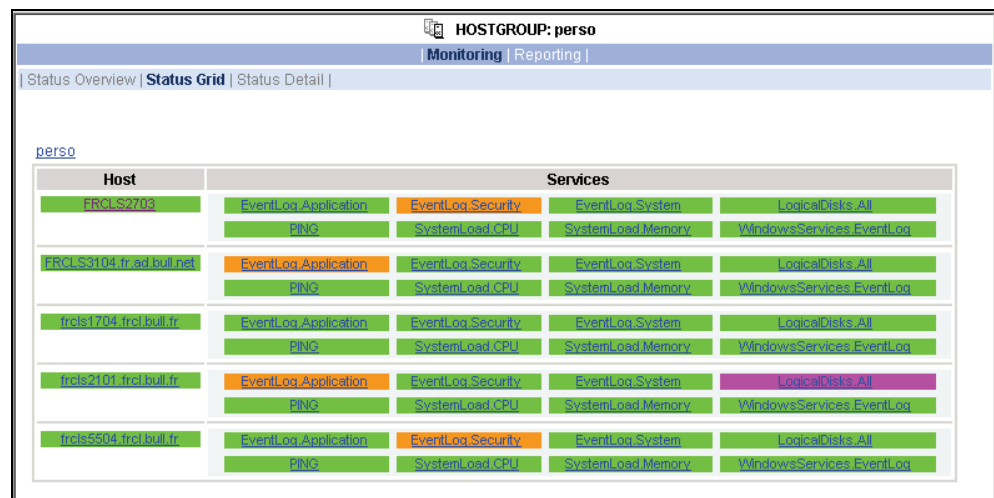 HOSTGROUP: perso
| Monitoring | Reporting |
| Status Overview | Status Grid | Status Detail |
perso
Host Services
FRCLS2703 EventLog.Application EventLog.Security EventLog.System LogicalDisks.All
PING SystemLoad.CPU SystemLoad.Memory WindowsServices.EventLog
FRCLS3104.fr.ad.bull.net EventLog.Application EventLog.Security EventLog.System LogicalDisks.All
PING SystemLoad.CPU SystemLoad.Memory WindowsServices.EventLog
frcls1704.frcl.bull.fr EventLog.Application EventLog.Security EventLog.System LogicalDisks.All
PING SystemLoad.CPU SystemLoad.Memory WindowsServices.EventLog
frcls2101.frcl.bull.fr EventLog.Application EventLog.Security EventLog.System LogicalDisks.All
PING SystemLoad.CPU SystemLoad.Memory WindowsServices.EventLog
frcls5504.frcl.bull.fr EventLog.Application EventLog.Security EventLog.System LogicalDisks.All
PING SystemLoad.CPU SystemLoad.Memory WindowsServices.EventLog